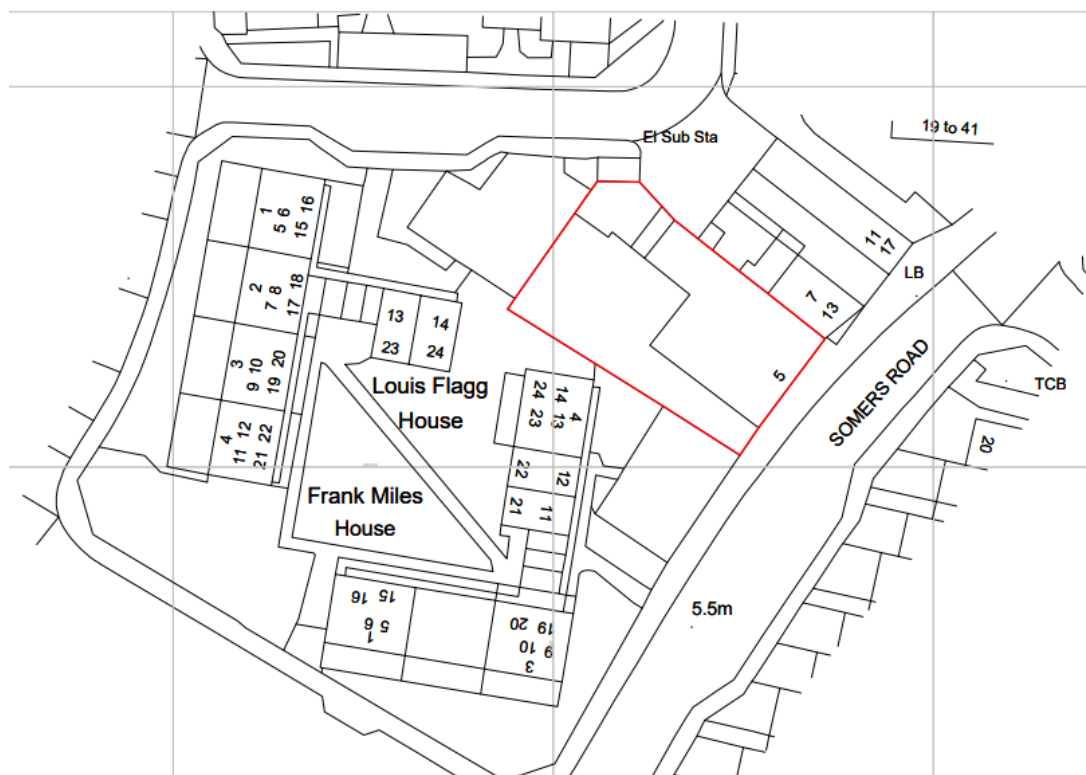 El Sub Sta
19 to 41
1
5 6
15 16
11
17
LB
2
7 8
17 18
7
13
13
14
23
24
3
9 10
19 20
Louis Flagg
House
5
SOMERS ROAD
TCB
24 14 4
23 13
4
11 12
21 22
20
22 12
21 11
Frank Miles
House
5.5m
16 15
5 6
1
20 19
9 10
3